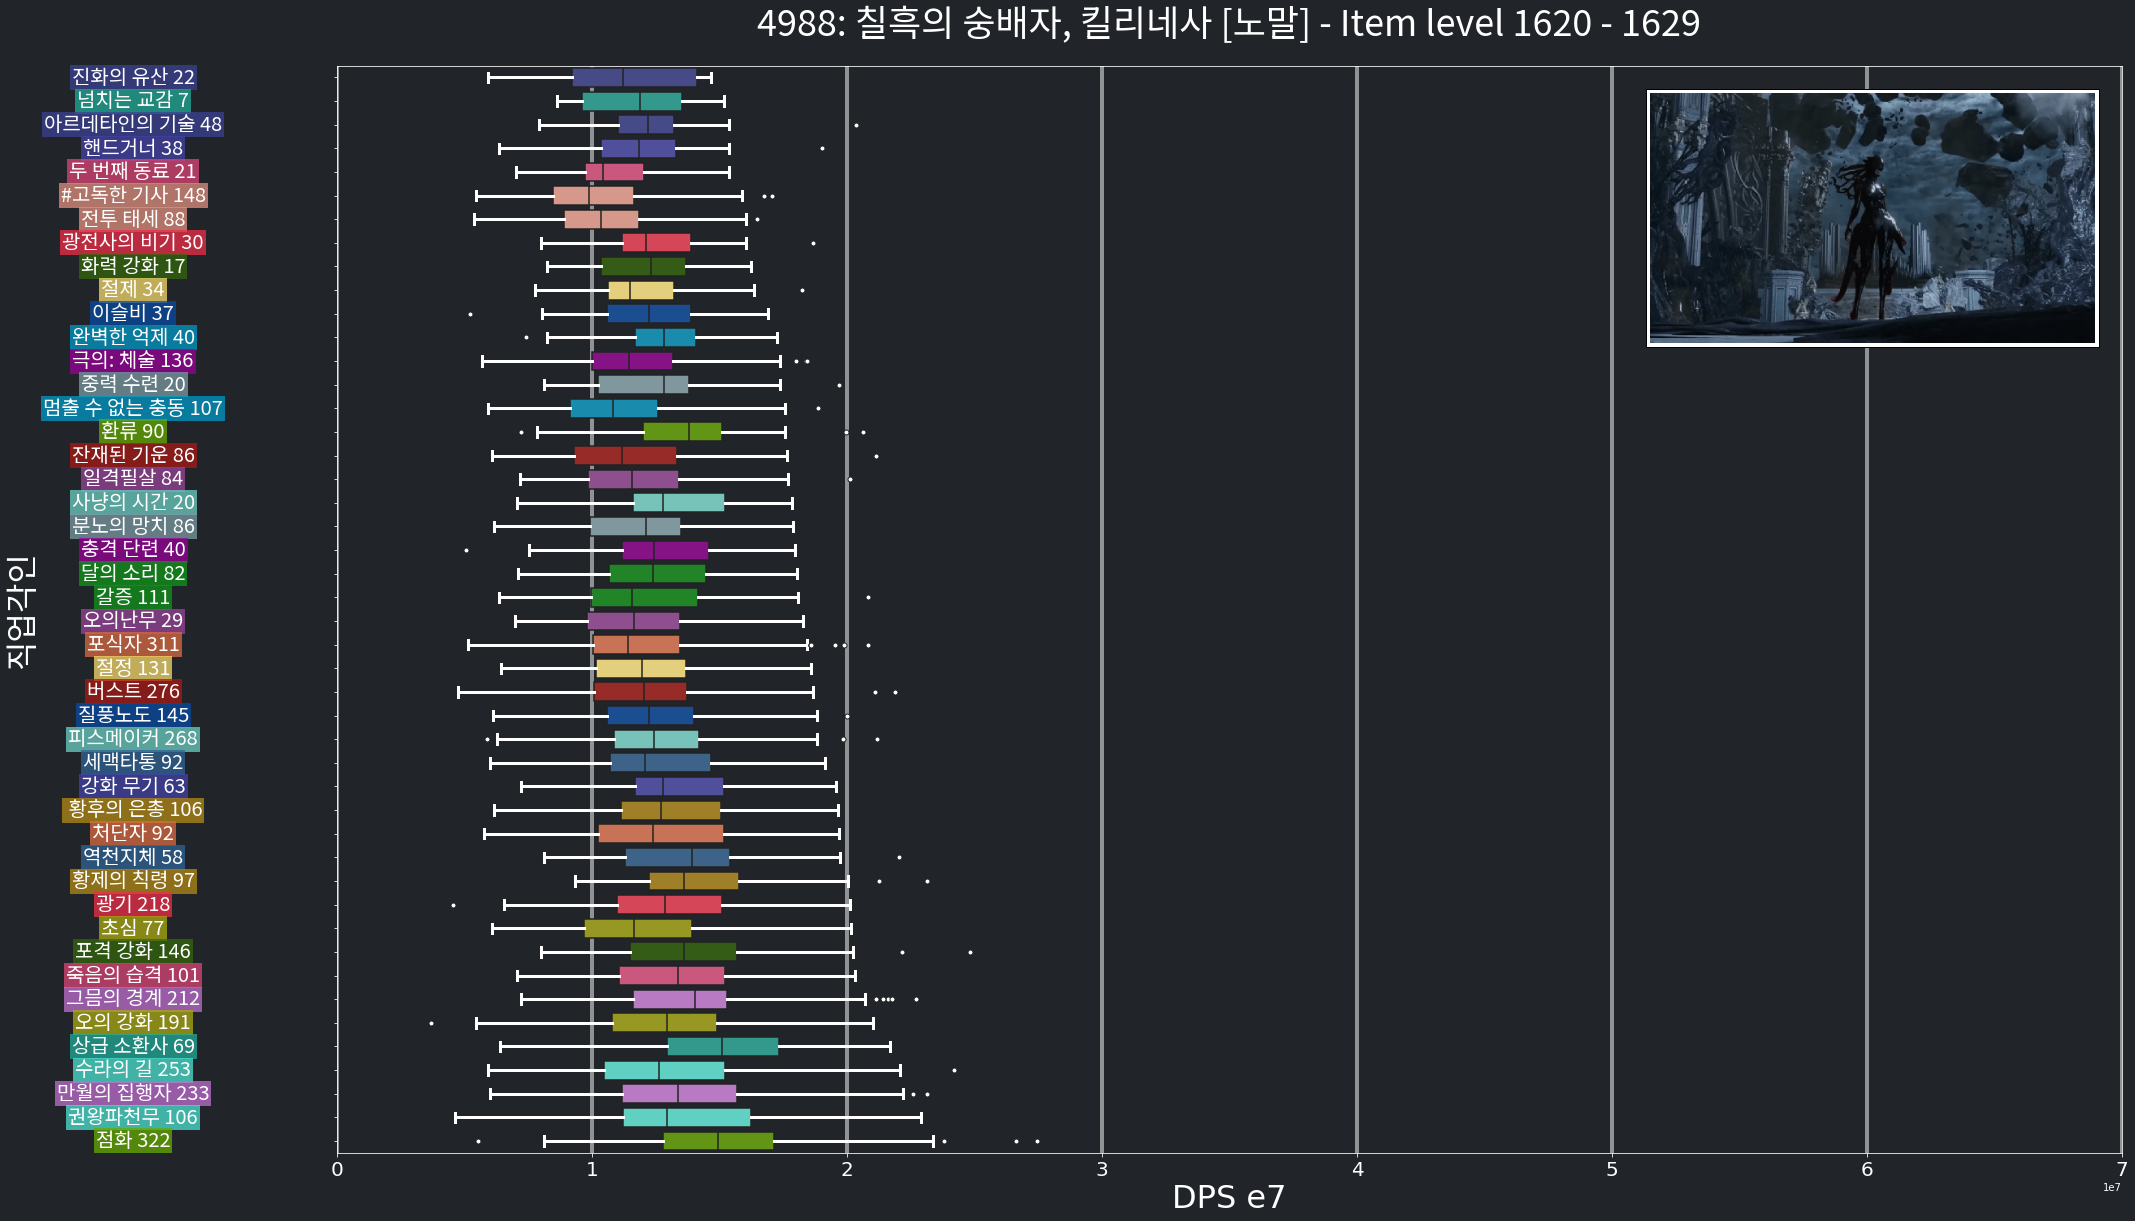 4988: 칠흑의 숭배자, 킬리네사 [노말] - Item level 1620 - 1629
진화의 유산 22
넘치는 교감 7
아르데타인의 기술 48
핸드거너 38
두 번째 동료 21
#고독한 기사 148
전투 태세 88
광전사의 비기 30
화력 강화 17
절제 34
이슬비 37
완벽한 억제 40
극의: 체술 136
중력 수련 20
멈출 수 없는 충동 107
환류 90
잔재된 기운 86
일격필살 84
사냥의 시간 20
분노의 망치 86
충격 단련 40
달의 소리 82
갈증 111
오의난무 29
포식자 311
절정 131
버스트 276
질풍노도 145
피스메이커 268
세맥타통 92
강화 무기 63
황후의 은총 106
처단자 92
역천지체 58
황제의 칙령 97
광기 218
초심 77
포격 강화 146
죽음의 습격 101
그믐의 경계 212
오의 강화 191
상급 소환사 69
수라의 길 253
만월의 집행자 233
권왕파천무 106
점화 322
직업각인
0 1 2 3 4 5 6 7
1e7
DPS e7